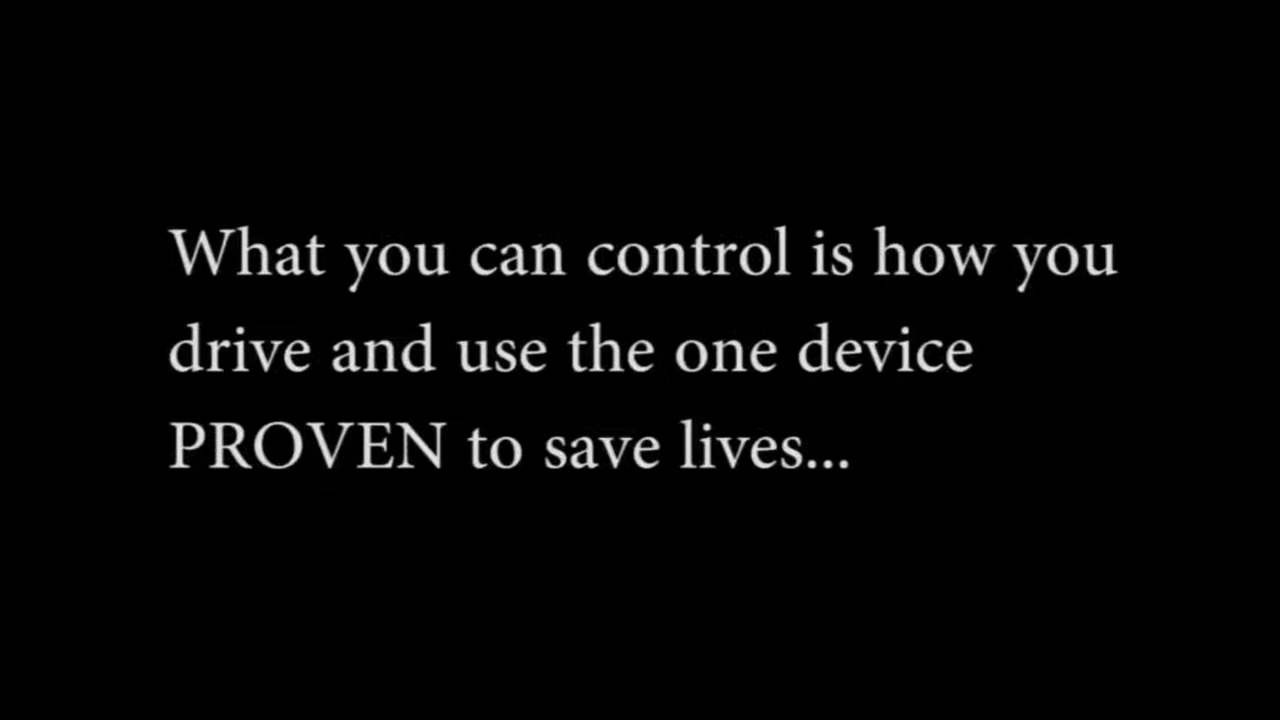 What you can control is how you
drive and use the one device
PROVEN to save lives...